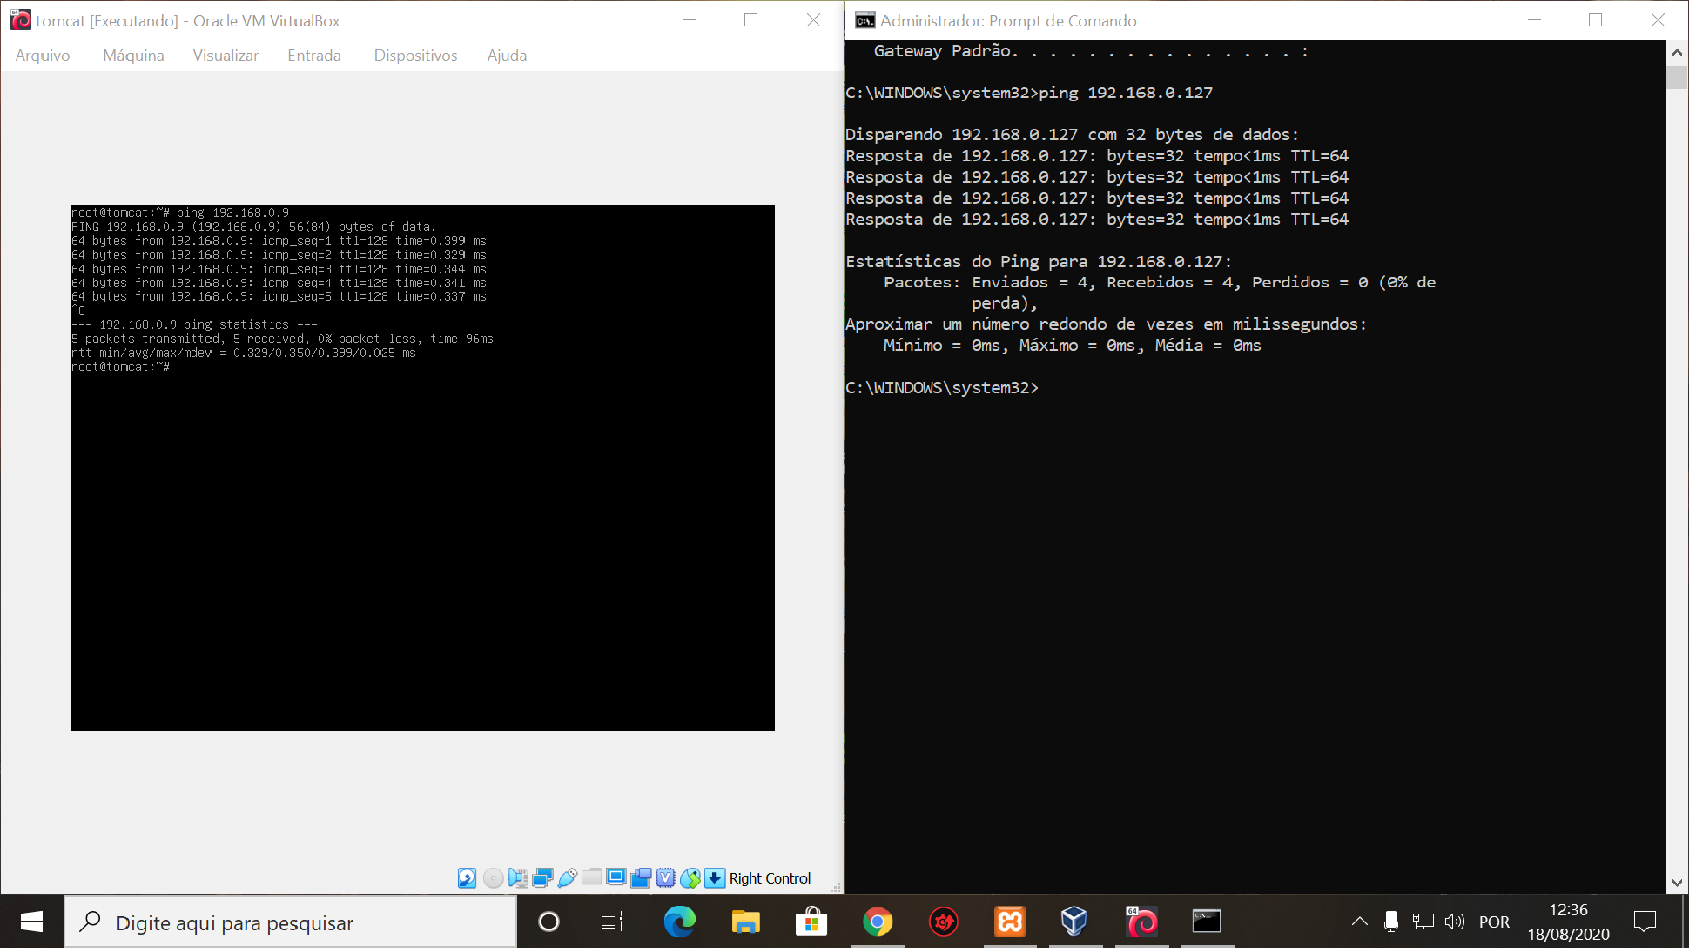 tomcat [Executando] - Oracle VM VirtualBox
Arquivo Máquina Visualizar Entrada Dispositivos Ajuda
root@tomcat:~# ping 192.168.0.9
PING 192.168.0.9 (192.168.0.9) 56(84) bytes of data.
64 bytes from 192.168.0.9: icmp_seq=1 ttl=128 time=0.399 ms
64 bytes from 192.168.0.9: icmp_seq=2 ttl=128 time=0.329 ms
64 bytes from 192.168.0.9: icmp_seq=3 ttl=128 time=0.344 ms
64 bytes from 192.168.0.9: icmp_seq=4 ttl=128 time=0.341 ms
64 bytes from 192.168.0.9: icmp_seq=5 ttl=128 time=0.337 ms
^C
--- 192.168.0.9 ping statistics ---
5 packets transmitted, 5 received, 0% packet loss, time 96ms
rtt min/avg/max/mdev = 0.329/0.350/0.399/0.025 ms
root@tomcat:~#
Right Control
Administrador: Prompt de Comando
Gateway Padrão. . . . . . . . . . . . . . . :
C:\WINDOWS\system32>ping 192.168.0.127
Disparando 192.168.0.127 com 32 bytes de dados:
Resposta de 192.168.0.127: bytes=32 tempo<1ms TTL=64
Resposta de 192.168.0.127: bytes=32 tempo<1ms TTL=64
Resposta de 192.168.0.127: bytes=32 tempo<1ms TTL=64
Resposta de 192.168.0.127: bytes=32 tempo<1ms TTL=64
Estatísticas do Ping para 192.168.0.127:
Pacotes: Enviados = 4, Recebidos = 4, Perdidos = 0 (0% de
perda),
Aproximar um número redondo de vezes em milissegundos:
Mínimo = 0ms, Máximo = 0ms, Média = 0ms
C:\WINDOWS\system32>
Digite aqui para pesquisar
POR
12:36
18/08/2020